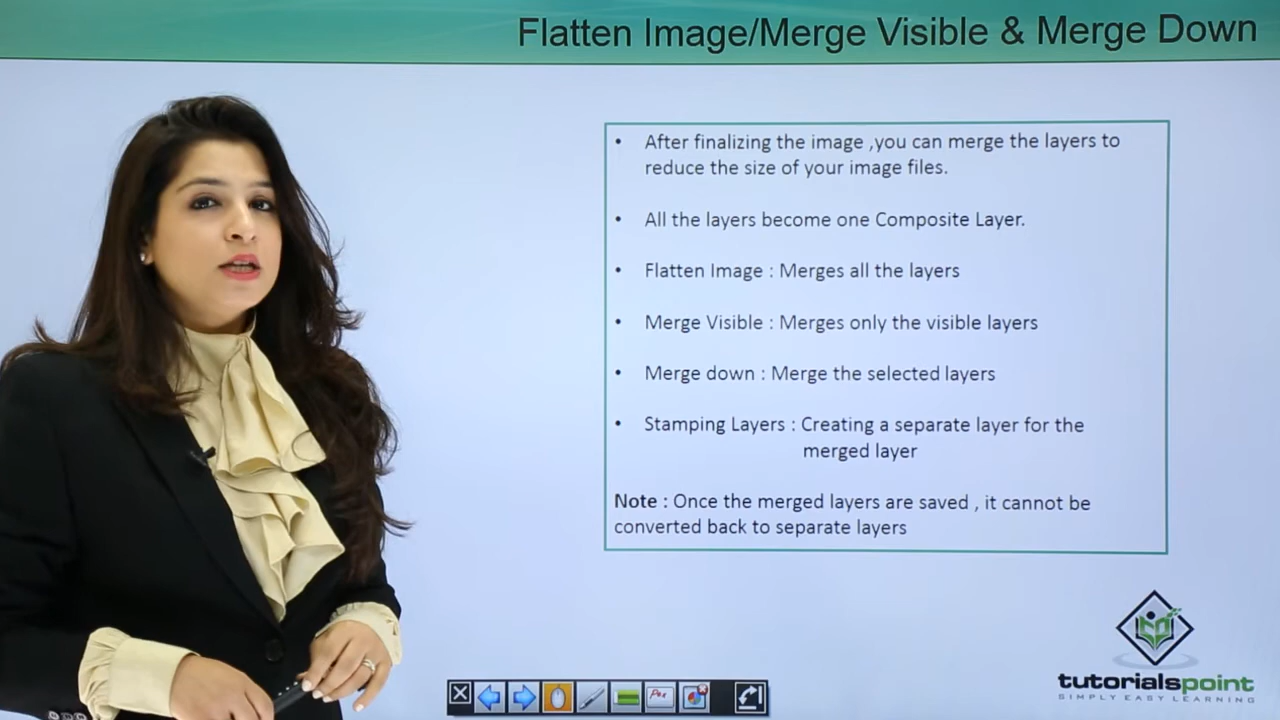 Flatten Image/Merge Visible & Merge Down
• After finalizing the image ,you can merge the layers to
reduce the size of your image files.
• All the layers become one Composite Layer.
• Flatten Image : Merges all the layers
• Merge Visible : Merges only the visible layers
• Merge down : Merge the selected layers
• Stamping Layers : Creating a separate layer for the
merged layer
Note : Once the merged layers are saved , it cannot be
converted back to separate layers
Pen
tutorialspoint
SIMPLY EASY LEARNING